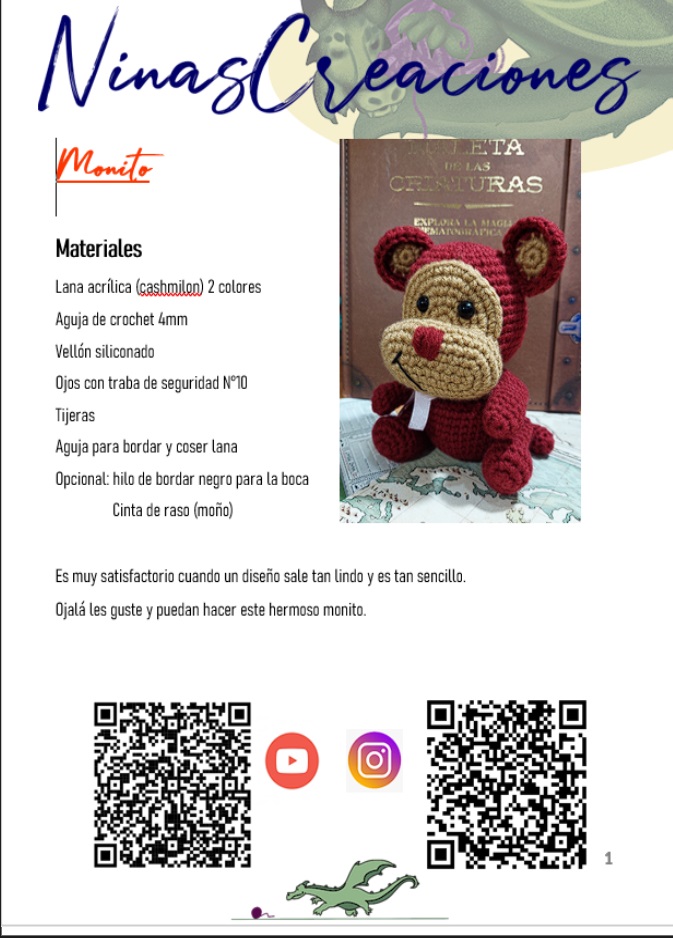 NinasCreaciones
Monito
Materiales
Lana acrílica (cashmilon) 2 colores
Aguja de crochet 4mm
Vellón siliconado
Ojos con traba de seguridad N°10
Tijeras
Aguja para bordar y coser lana
Opcional: hilo de bordar negro para la boca
Cinta de raso (moño)
DE LAS
CRIATURAS
EXPLORA LA MAGIA
Es muy satisfactorio cuando un diseño sale tan lindo y es tan sencillo.
Ojalá les guste y puedan hacer este hermoso monito.
1